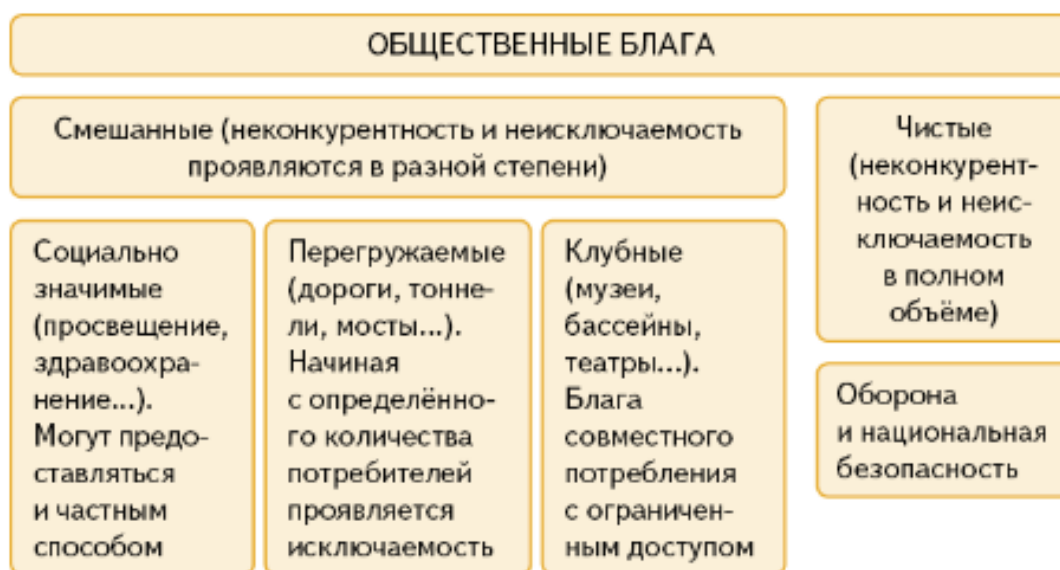 ОБЩЕСТВЕННЫЕ БЛАГА
Смешанные (неконкурентность и неисключаемость
проявляются в разной степени)
Социально
значимые
(просвещение,
здравоохра-
нение...).
Могут предо-
ставляться
и частным
способом
Перегружаемые
(дороги, тонне-
ли, мосты...).
Начиная
с определённо-
го количества
потребителей
проявляется
исключаемость
Клубные
(музеи,
бассейны,
театры...).
Блага
совместного
потребления
с ограничен-
ным доступом
Чистые
(неконкурент-
ность и неис-
ключаемость
в полном
объёме)
Оборона
и национальная
безопасность